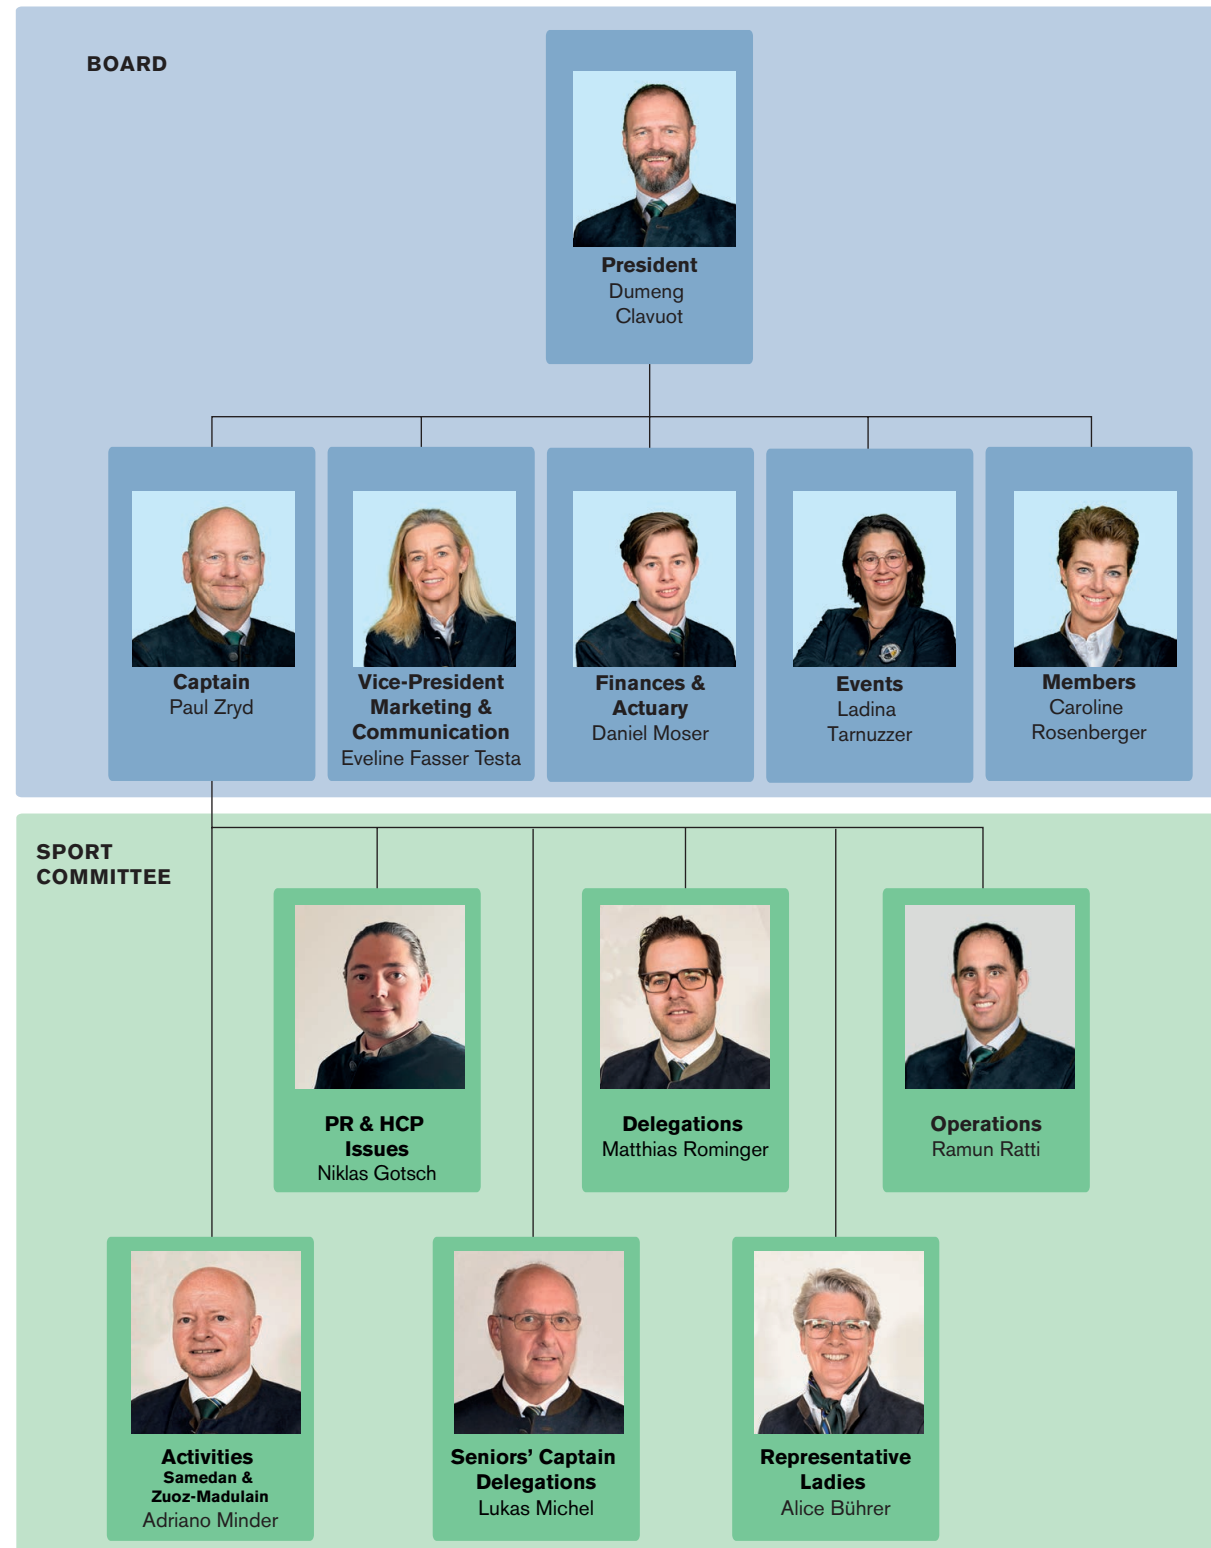 BOARD
President
Dumeng
Clavuot
Captain
Paul Zryd
Vice-President
Marketing &
Communication
Eveline Fasser Testa
Finances &
Actuary
Daniel Moser
Events
Ladina
Tarnuzzer
Members
Caroline
Rosenberger
SPORT
COMMITTEE
PR & HCP
Issues
Niklas Gotsch
Delegations
Matthias Rominger
Operations
Ramun Ratti
Activities
Samedan &
Zuoz-Madulain
Adriano Minder
Seniors’ Captain
Delegations
Lukas Michel
Representative
Ladies
Alice Bührer